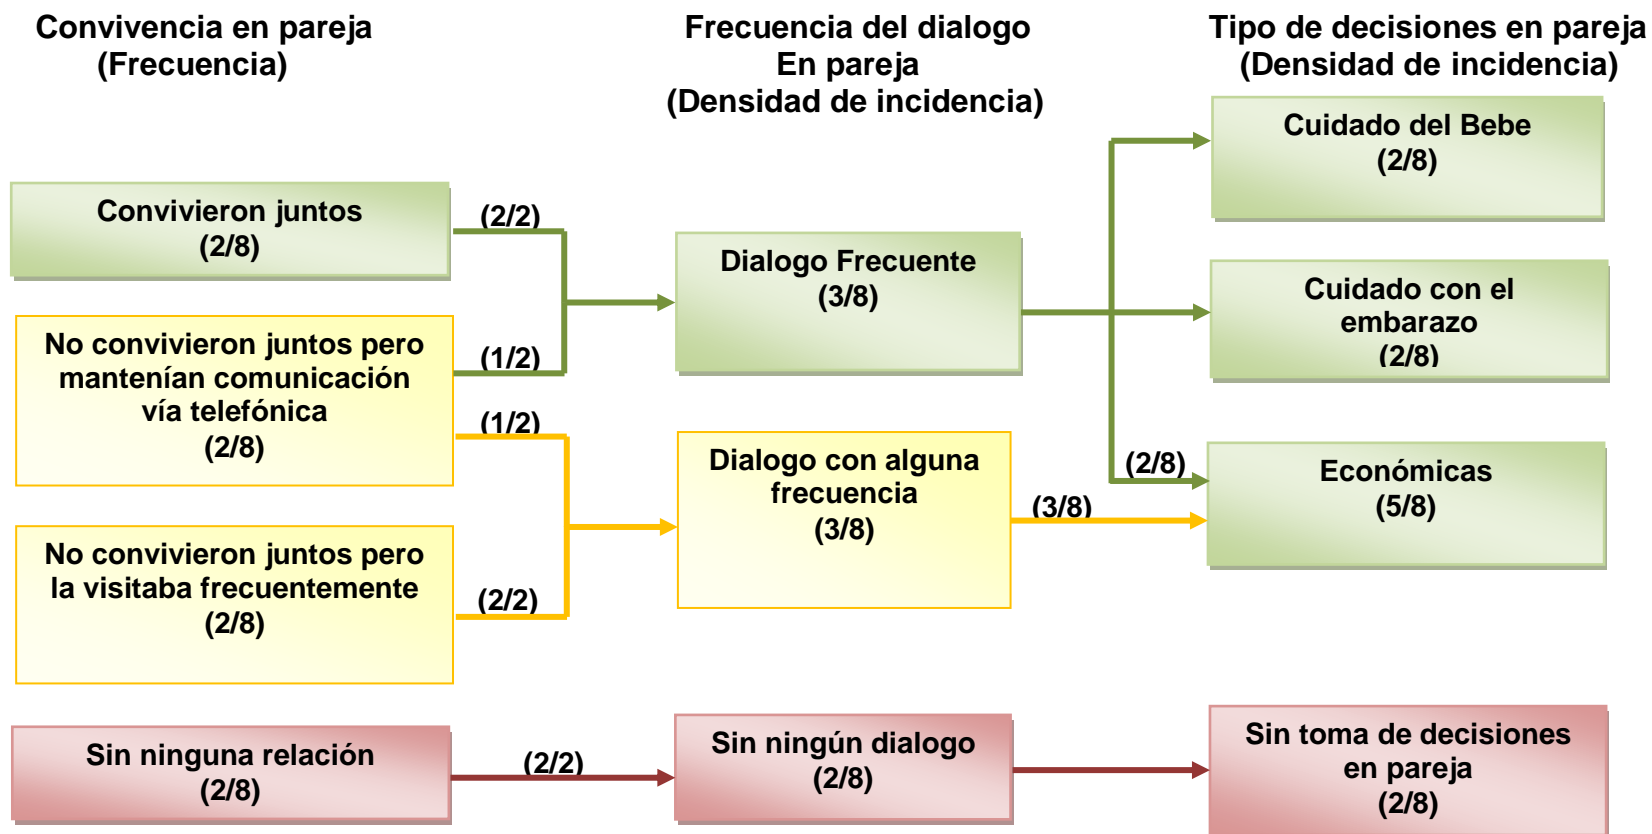 Convivencia en pareja
(Frecuencia)
Frecuencia del dialogo
En pareja
(Densidad de incidencia)
Tipo de decisiones en pareja
(Densidad de incidencia)
Convivieron juntos
(2/8)
(2/2)
No convivieron juntos pero
mantenían comunicación
vía telefónica
(2/8)
(1/2)
(1/2)
No convivieron juntos pero
la visitaba frecuentemente
(2/8)
(2/2)
Sin ninguna relación
(2/8)
(2/2)
Dialogo Frecuente
(3/8)
Dialogo con alguna
frecuencia
(3/8)
Sin ningún dialogo
(2/8)
(2/8)
(3/8)
Cuidado del Bebe
(2/8)
Cuidado con el
embarazo
(2/8)
Económicas
(5/8)
Sin toma de decisiones
en pareja
(2/8)